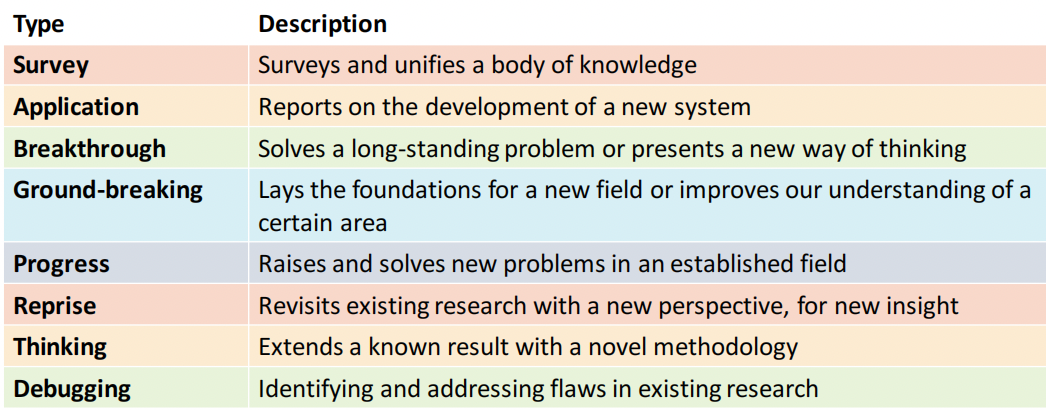 Type Description
Survey Surveys and unifies a body of knowledge
Application Reports on the development of a new system
Breakthrough Solves a long-standing problem or presents a new way of thinking
Ground-breaking Lays the foundations for a new field or improves our understanding of a
certain area
Progress Raises and solves new problems in an established field
Reprise Revisits existing research with a new perspective, for new insight
Thinking Extends a known result with a novel methodology
Debugging Identifying and addressing flaws in existing research